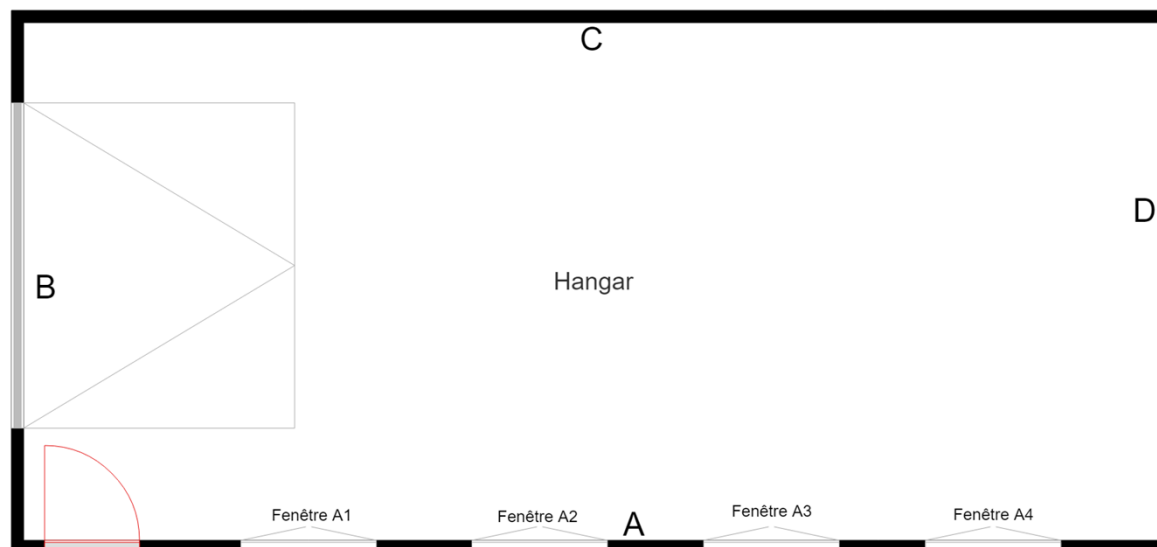 C
D
B
Hangar
Fenêtre A1
Fenêtre A2
A
Fenêtre A3
Fenêtre A4